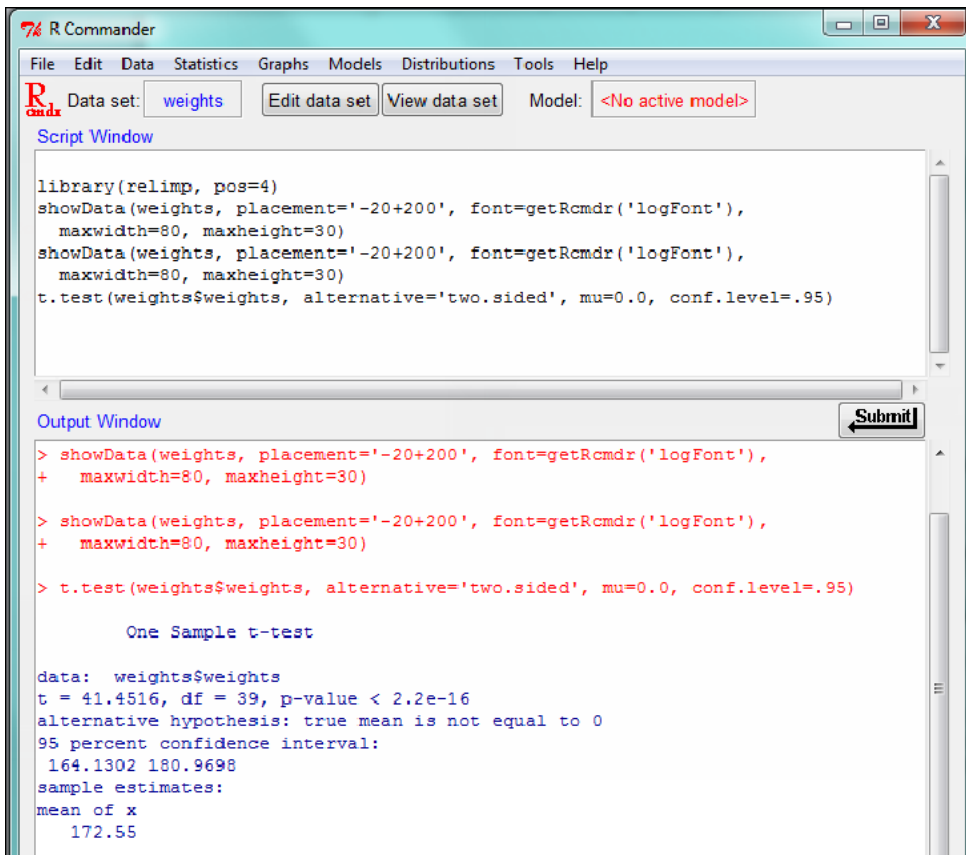 R Commander
File Edit Data Statistics Graphs Models Distributions Tools Help
R cmdr Data set: weights Edit data set View data set Model: <No active model>
Script Window
library(relimp, pos=4)
showData(weights, placement='-20+200', font=getRcmdr('logFont'),
  maxwidth=80, maxheight=30)
showData(weights, placement='-20+200', font=getRcmdr('logFont'),
  maxwidth=80, maxheight=30)
t.test(weights$weights, alternative='two.sided', mu=0.0, conf.level=.95)
Output Window Submit
> showData(weights, placement='-20+200', font=getRcmdr('logFont'),
+   maxwidth=80, maxheight=30)
> showData(weights, placement='-20+200', font=getRcmdr('logFont'),
+   maxwidth=80, maxheight=30)
> t.test(weights$weights, alternative='two.sided', mu=0.0, conf.level=.95)
One Sample t-test
data:  weights$weights
t = 41.4516, df = 39, p-value < 2.2e-16
alternative hypothesis: true mean is not equal to 0
95 percent confidence interval:
 164.1302 180.9698
sample estimates:
mean of x
   172.55